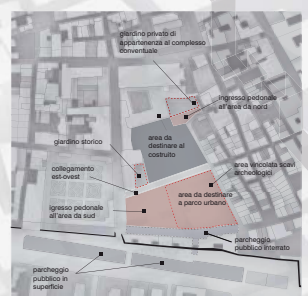 giardino privato di
appartenenza al complesso
conventuale
ingresso pedonale
all'area da nord
area da
destinare al
costruito
giardino storico
collegamento
est-ovest
area vincolata scavi
archeologici
area da destinare
a parco urbano
igresso pedonale
all'area da sud
parcheggio
pubblico interrato
parcheggio
pubblico in
superficie